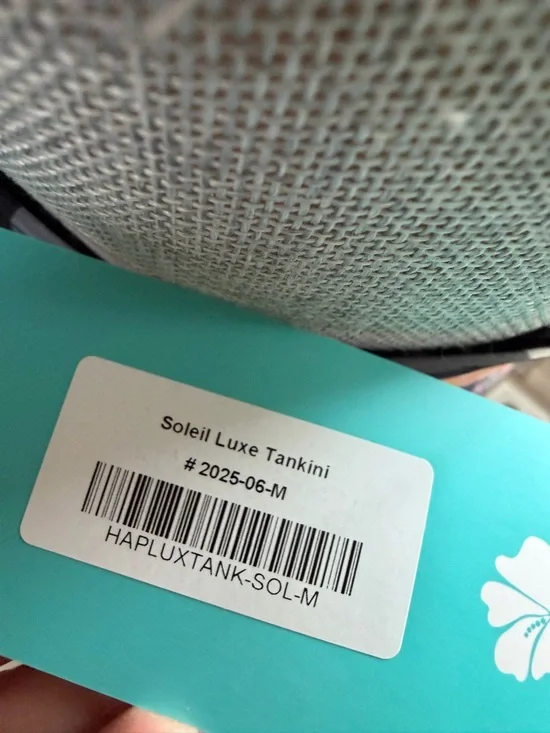 Soleil Luxe Tankini
# 2025-06-M
HAPLUXTANK-SOL-M